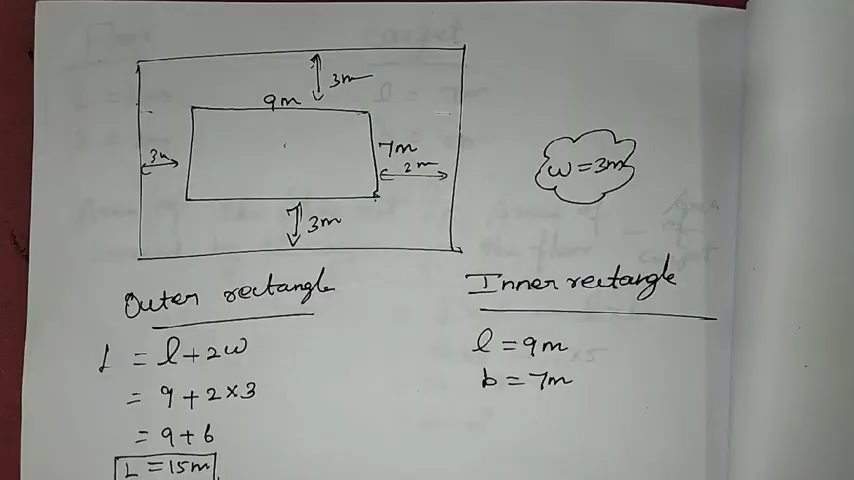 3m
9m
3m
7m
2m
w = 3m
3m
Outer rectangle
L = l + 2w
= 9 + 2 × 3
= 9 + 6
L = 15m
Inner rectangle
l = 9m
b = 7m